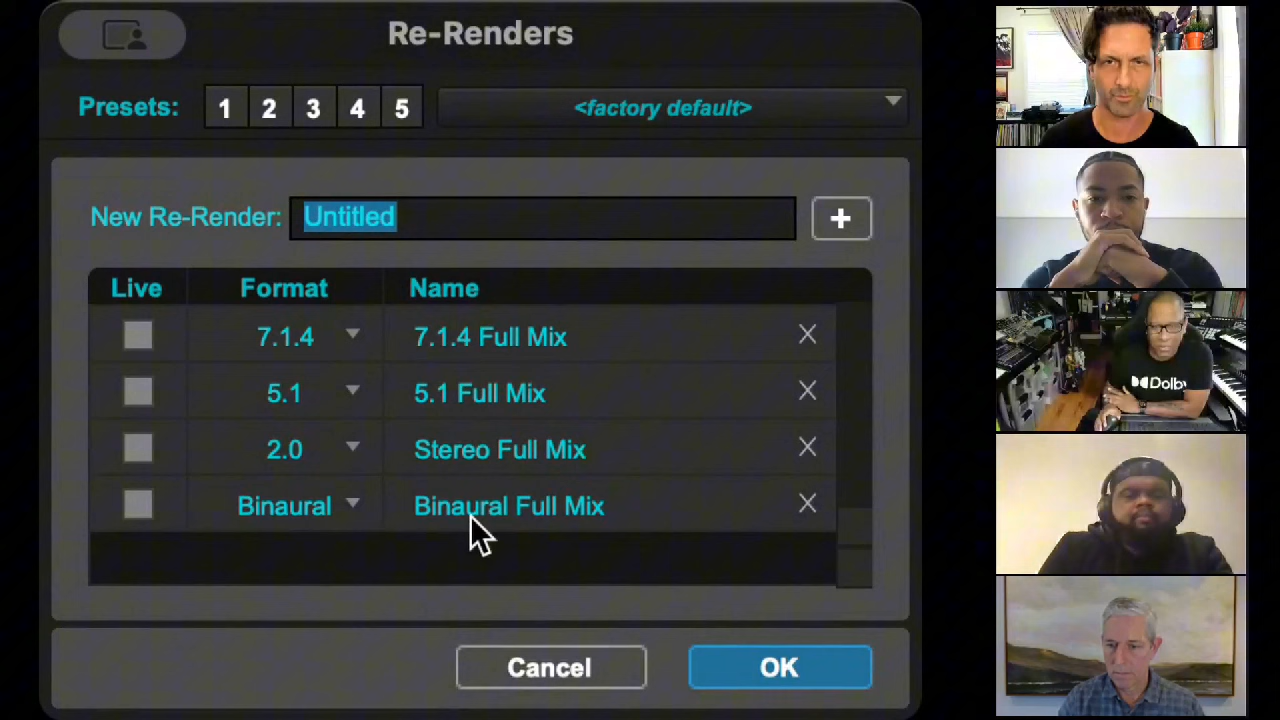 Re-Renders
Presets: 1 2 3 4 5 <factory default>
New Re-Render: Untitled +
Live Format Name
7.1.4 7.1.4 Full Mix X
5.1 5.1 Full Mix X
2.0 Stereo Full Mix X
Binaural Binaural Full Mix X
Cancel OK
Dolby